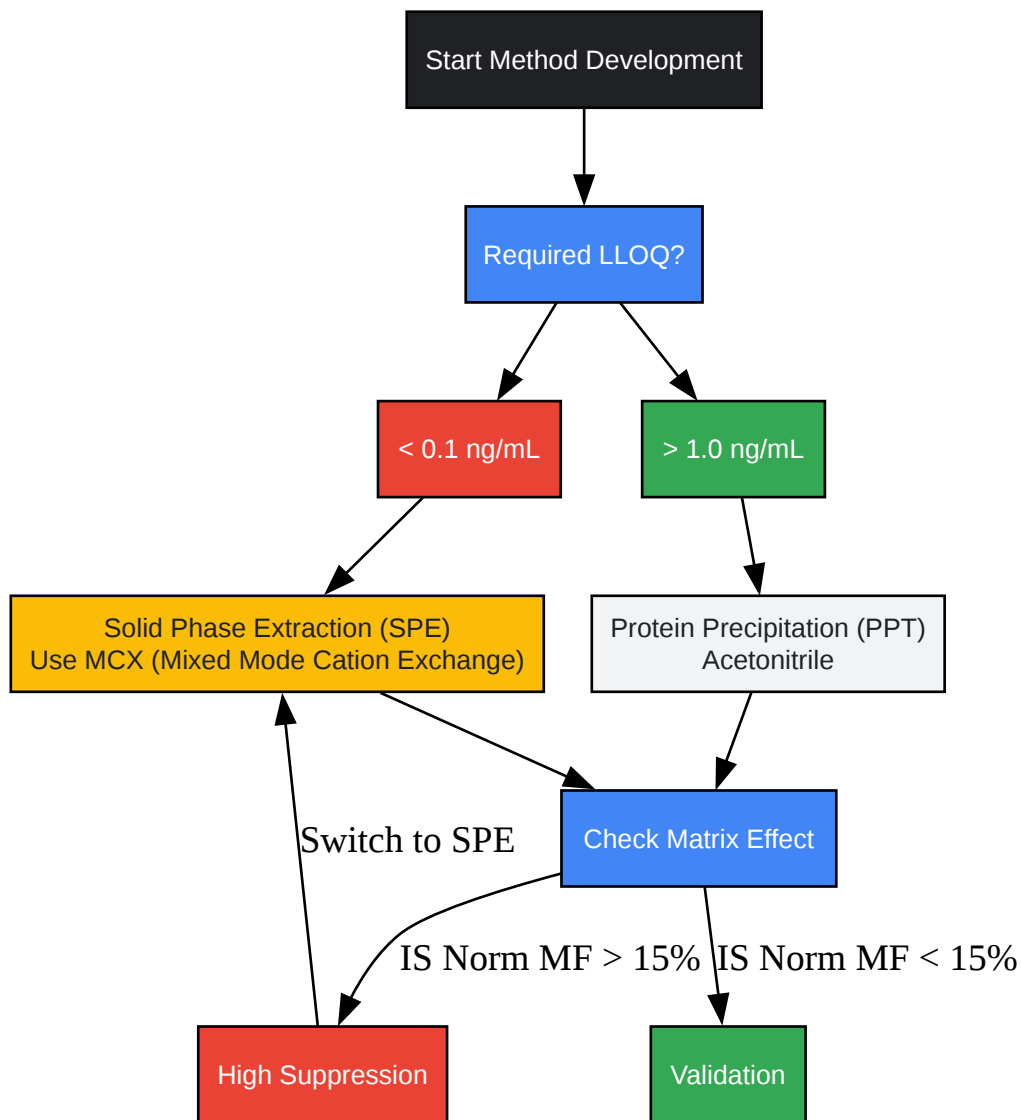 Start Method Development
Required LLOQ?
< 0.1 ng/mL
> 1.0 ng/mL
Solid Phase Extraction (SPE)
Use MCX (Mixed Mode Cation Exchange)
Protein Precipitation (PPT)
Acetonitrile
Switch to SPE
Check Matrix Effect
IS Norm MF > 15%
IS Norm MF < 15%
High Suppression
Validation